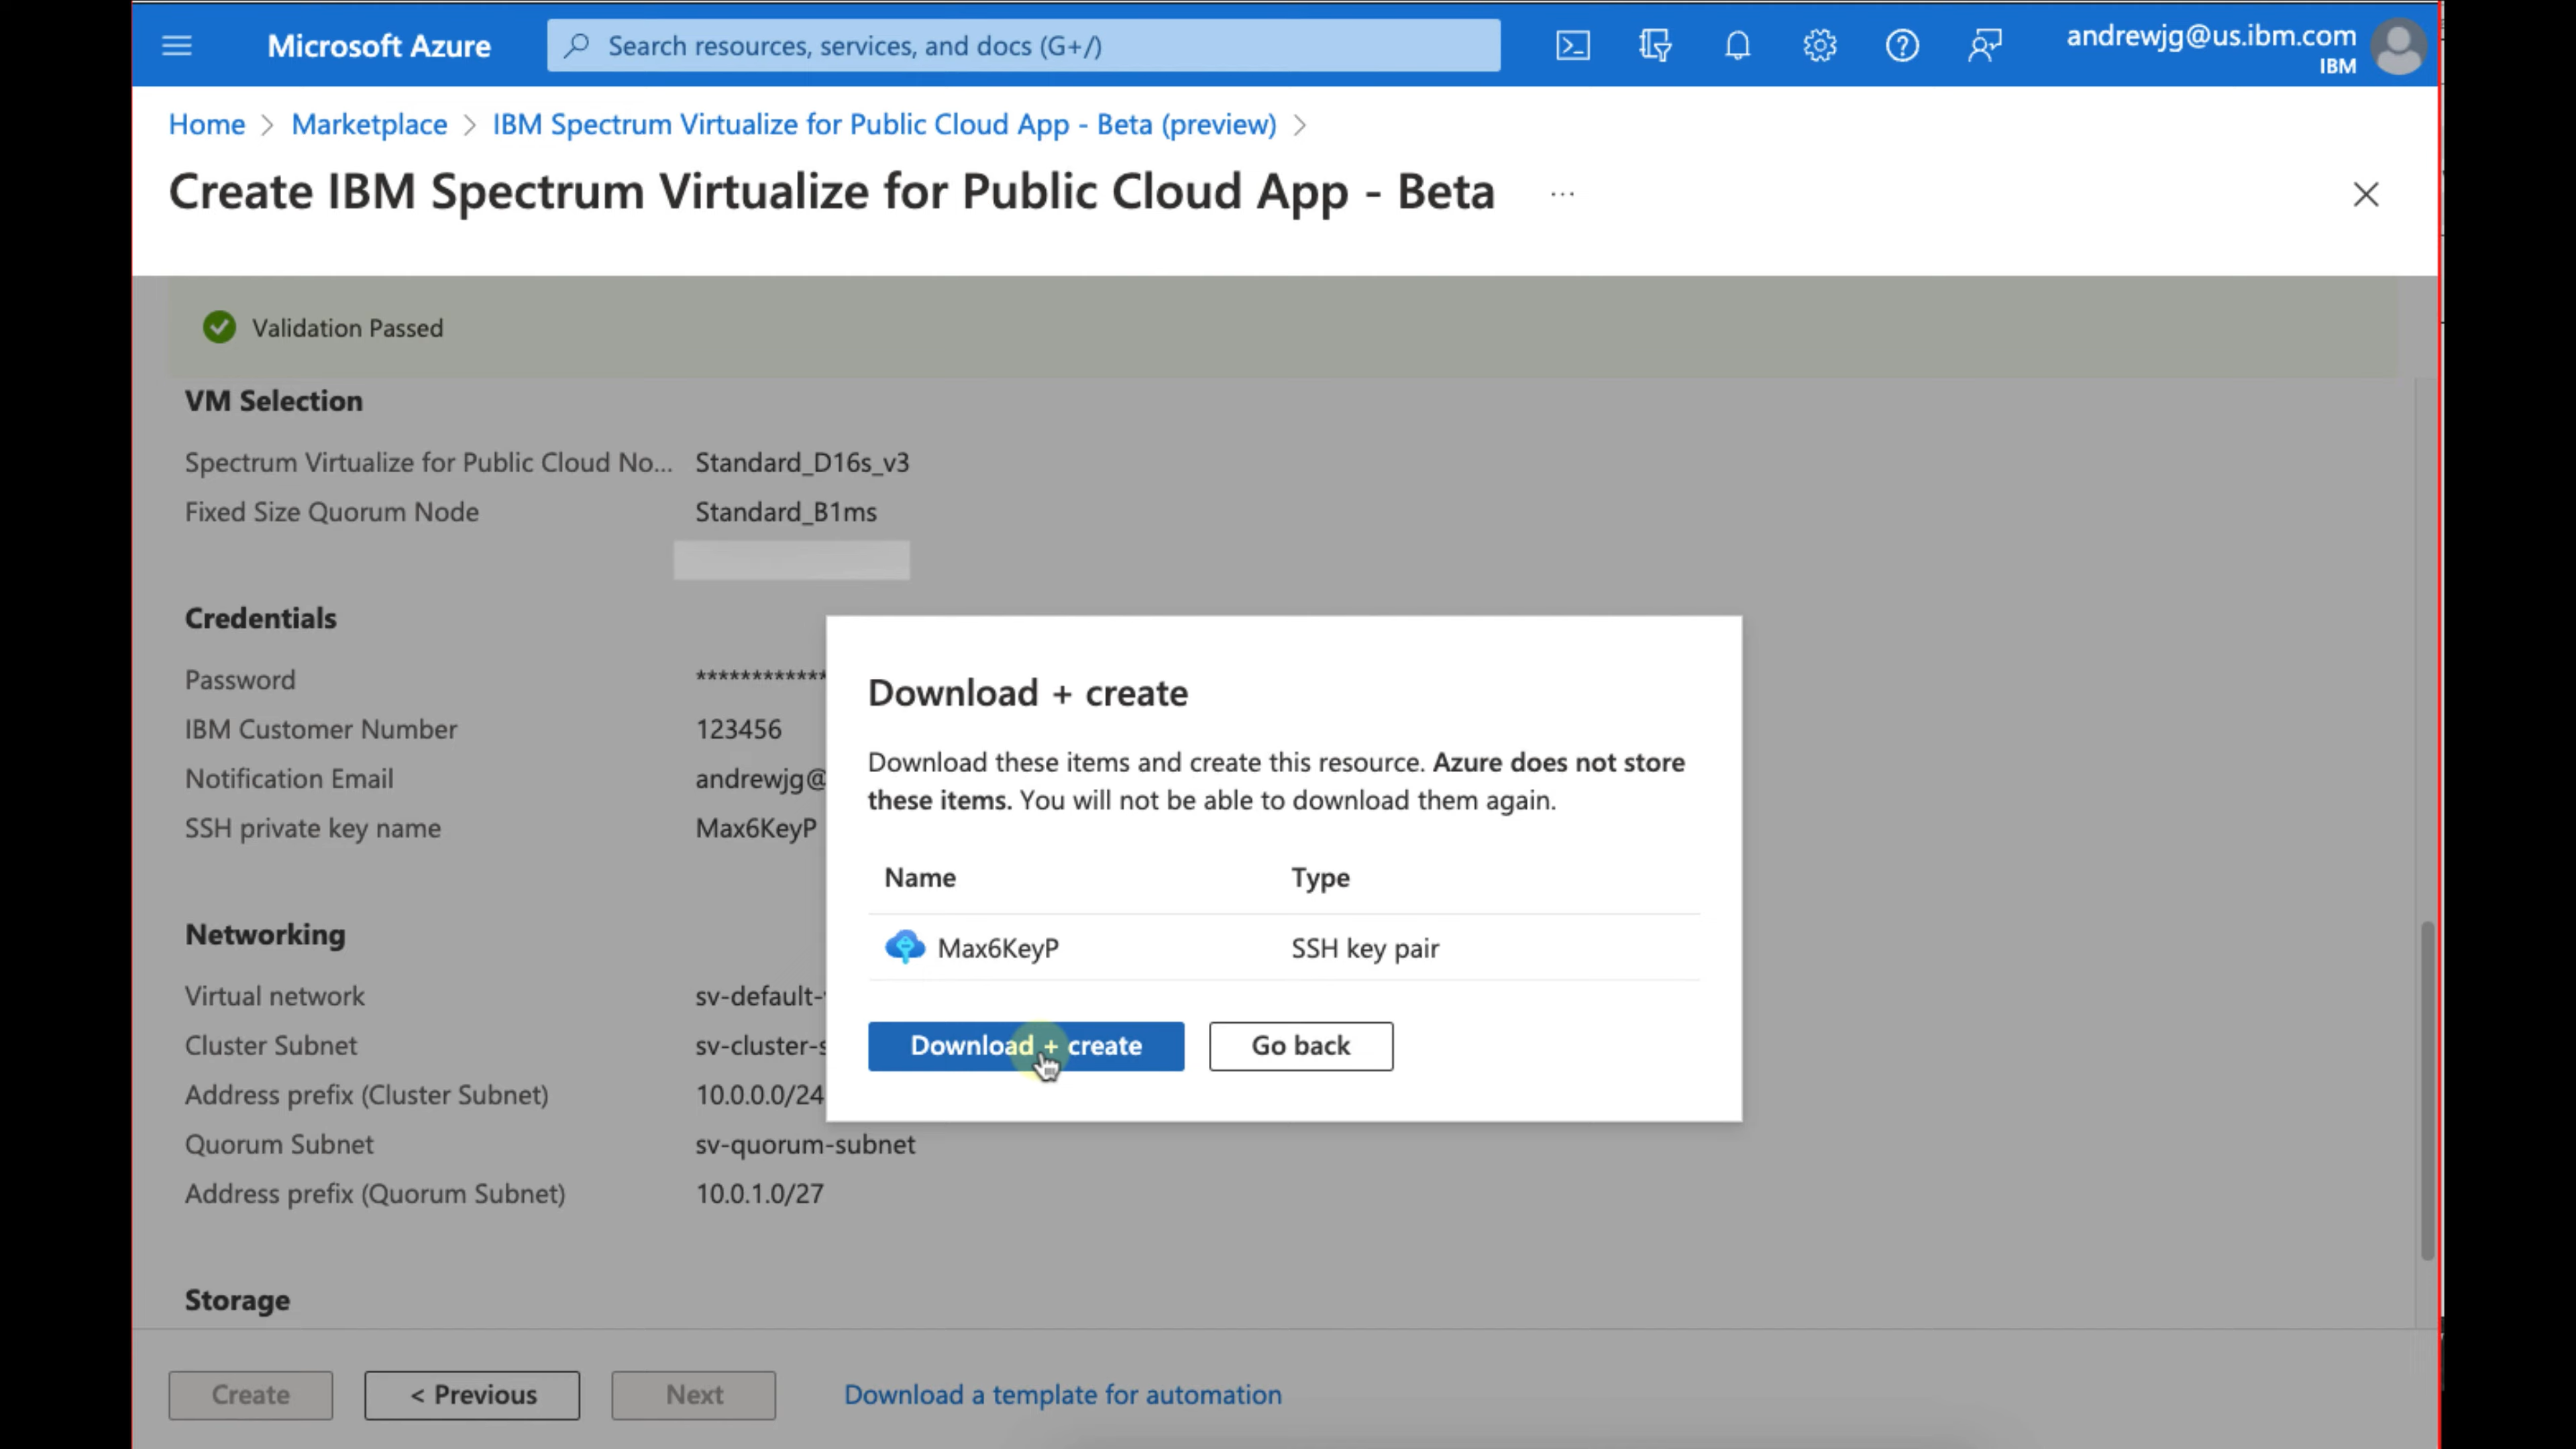 Microsoft Azure
Search resources, services, and docs (G+/)
andrewjg@us.ibm.com
IBM
Home > Marketplace > IBM Spectrum Virtualize for Public Cloud App - Beta (preview) >
Create IBM Spectrum Virtualize for Public Cloud App - Beta ...
Validation Passed
VM Selection
Spectrum Virtualize for Public Cloud No... Standard_D16s_v3
Fixed Size Quorum Node Standard_B1ms
Credentials
Password ************
IBM Customer Number 123456
Notification Email andrewjg@
SSH private key name Max6KeyP
Networking
Virtual network sv-default-
Cluster Subnet sv-cluster-s
Address prefix (Cluster Subnet) 10.0.0.0/24
Quorum Subnet sv-quorum-subnet
Address prefix (Quorum Subnet) 10.0.1.0/27
Storage
Download + create
Download these items and create this resource. Azure does not store
these items. You will not be able to download them again.
Name Type
Max6KeyP SSH key pair
Download + create Go back
Create < Previous Next Download a template for automation